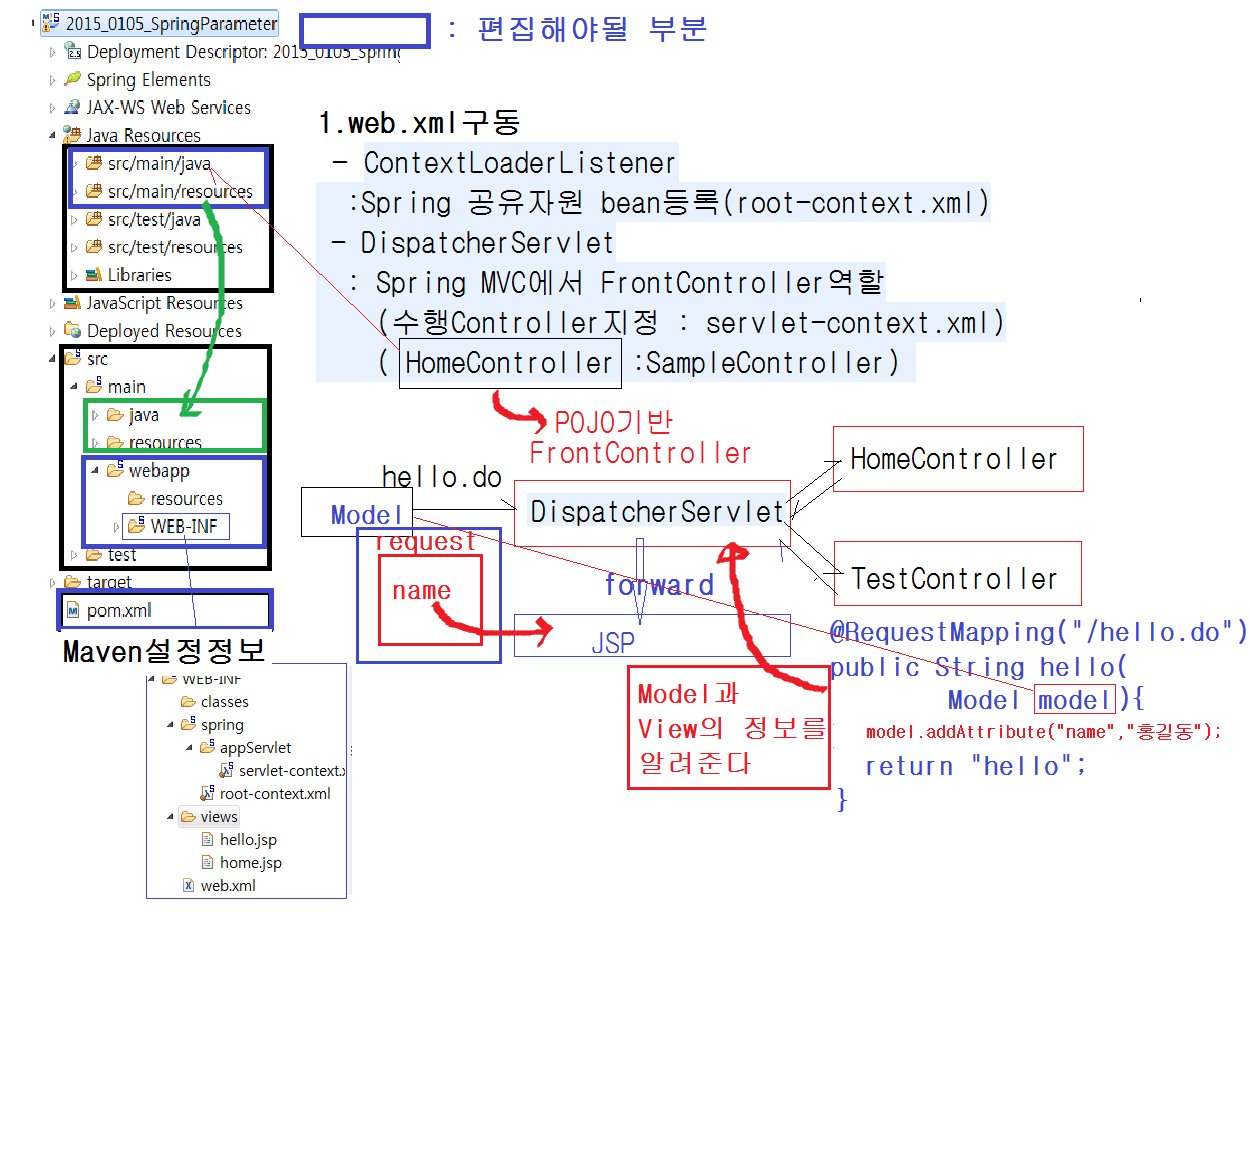 2015_0105_SpringParameter
: 편집해야될 부분
Deployment Descriptor: 2015_0105_Spring
Spring Elements
JAX-WS Web Services
Java Resources
src/main/java
src/main/resources
src/test/java
src/test/resources
Libraries
JavaScript Resources
Deployed Resources
src
main
java
resources
webapp
resources
WEB-INF
test
target
pom.xml
Maven설정정보
WEB-INF
classes
spring
appServlet
servlet-context.x
root-context.xml
views
hello.jsp
home.jsp
web.xml
1.web.xml구동
- ContextLoaderListener
:Spring 공유자원 bean등록(root-context.xml)
- DispatcherServlet
: Spring MVC에서 FrontController역할
(수행Controller지정 : servlet-context.xml)
( HomeController :SampleController)
POJO기반
FrontController
hello.do
Model
request
name
DispatcherServlet
HomeController
TestController
forward
JSP
Model과
View의 정보를
알려준다
@RequestMapping("/hello.do")
public String hello(
Model model){
model.addAttribute("name","홍길동");
return "hello";
}